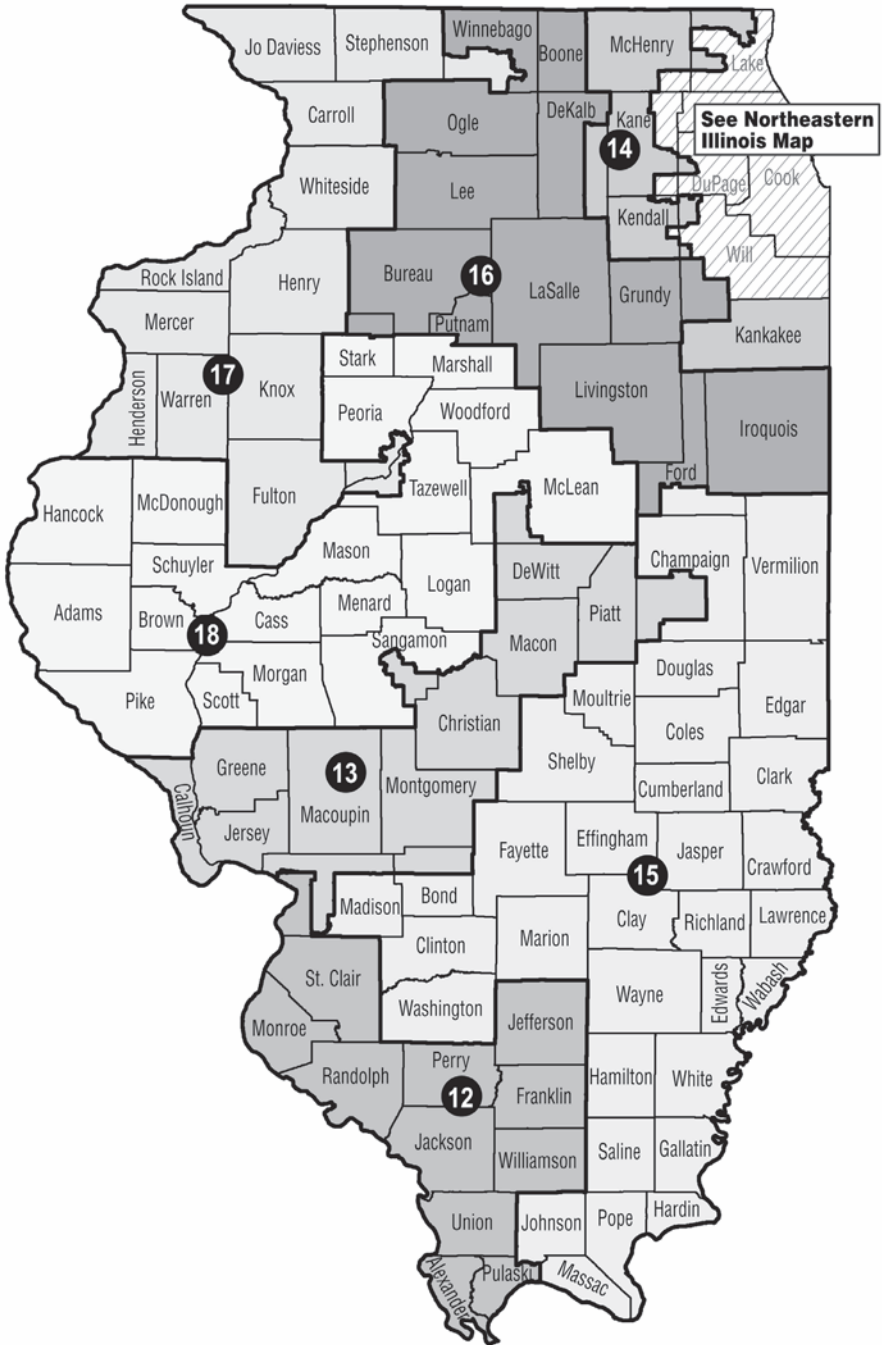 Jo Daviess
Stephenson
Winnebago
Boone
McHenry
Lake
Carroll
Ogle
DeKalb
Kane
See Northeastern
Illinois Map
14
Whiteside
Lee
DuPage
Cook
Kendall
Will
Rock Island
Henry
Bureau
16
LaSalle
Grundy
Putnam
Mercer
Kankakee
Stark
Marshall
17
Henderson
Warren
Knox
Peoria
Woodford
Livingston
Iroquois
Ford
Hancock
McDonough
Fulton
Tazewell
McLean
Mason
Schuyler
Logan
DeWitt
Champaign
Vermilion
Adams
Brown
18
Cass
Menard
Piatt
Sangamon
Macon
Pike
Scott
Morgan
Douglas
Moultrie
Edgar
Christian
Coles
Shelby
Greene
13
Montgomery
Cumberland
Clark
Calhoun
Jersey
Macoupin
Fayette
Effingham
Jasper
Crawford
15
Madison
Bond
Clay
Richland
Lawrence
Clinton
Marion
St. Clair
Washington
Wayne
Edwards
Wabash
Monroe
Jefferson
Randolph
Perry
12
Hamilton
White
Franklin
Jackson
Williamson
Saline
Gallatin
Union
Johnson
Pope
Hardin
Alexander
Pulaski
Massac